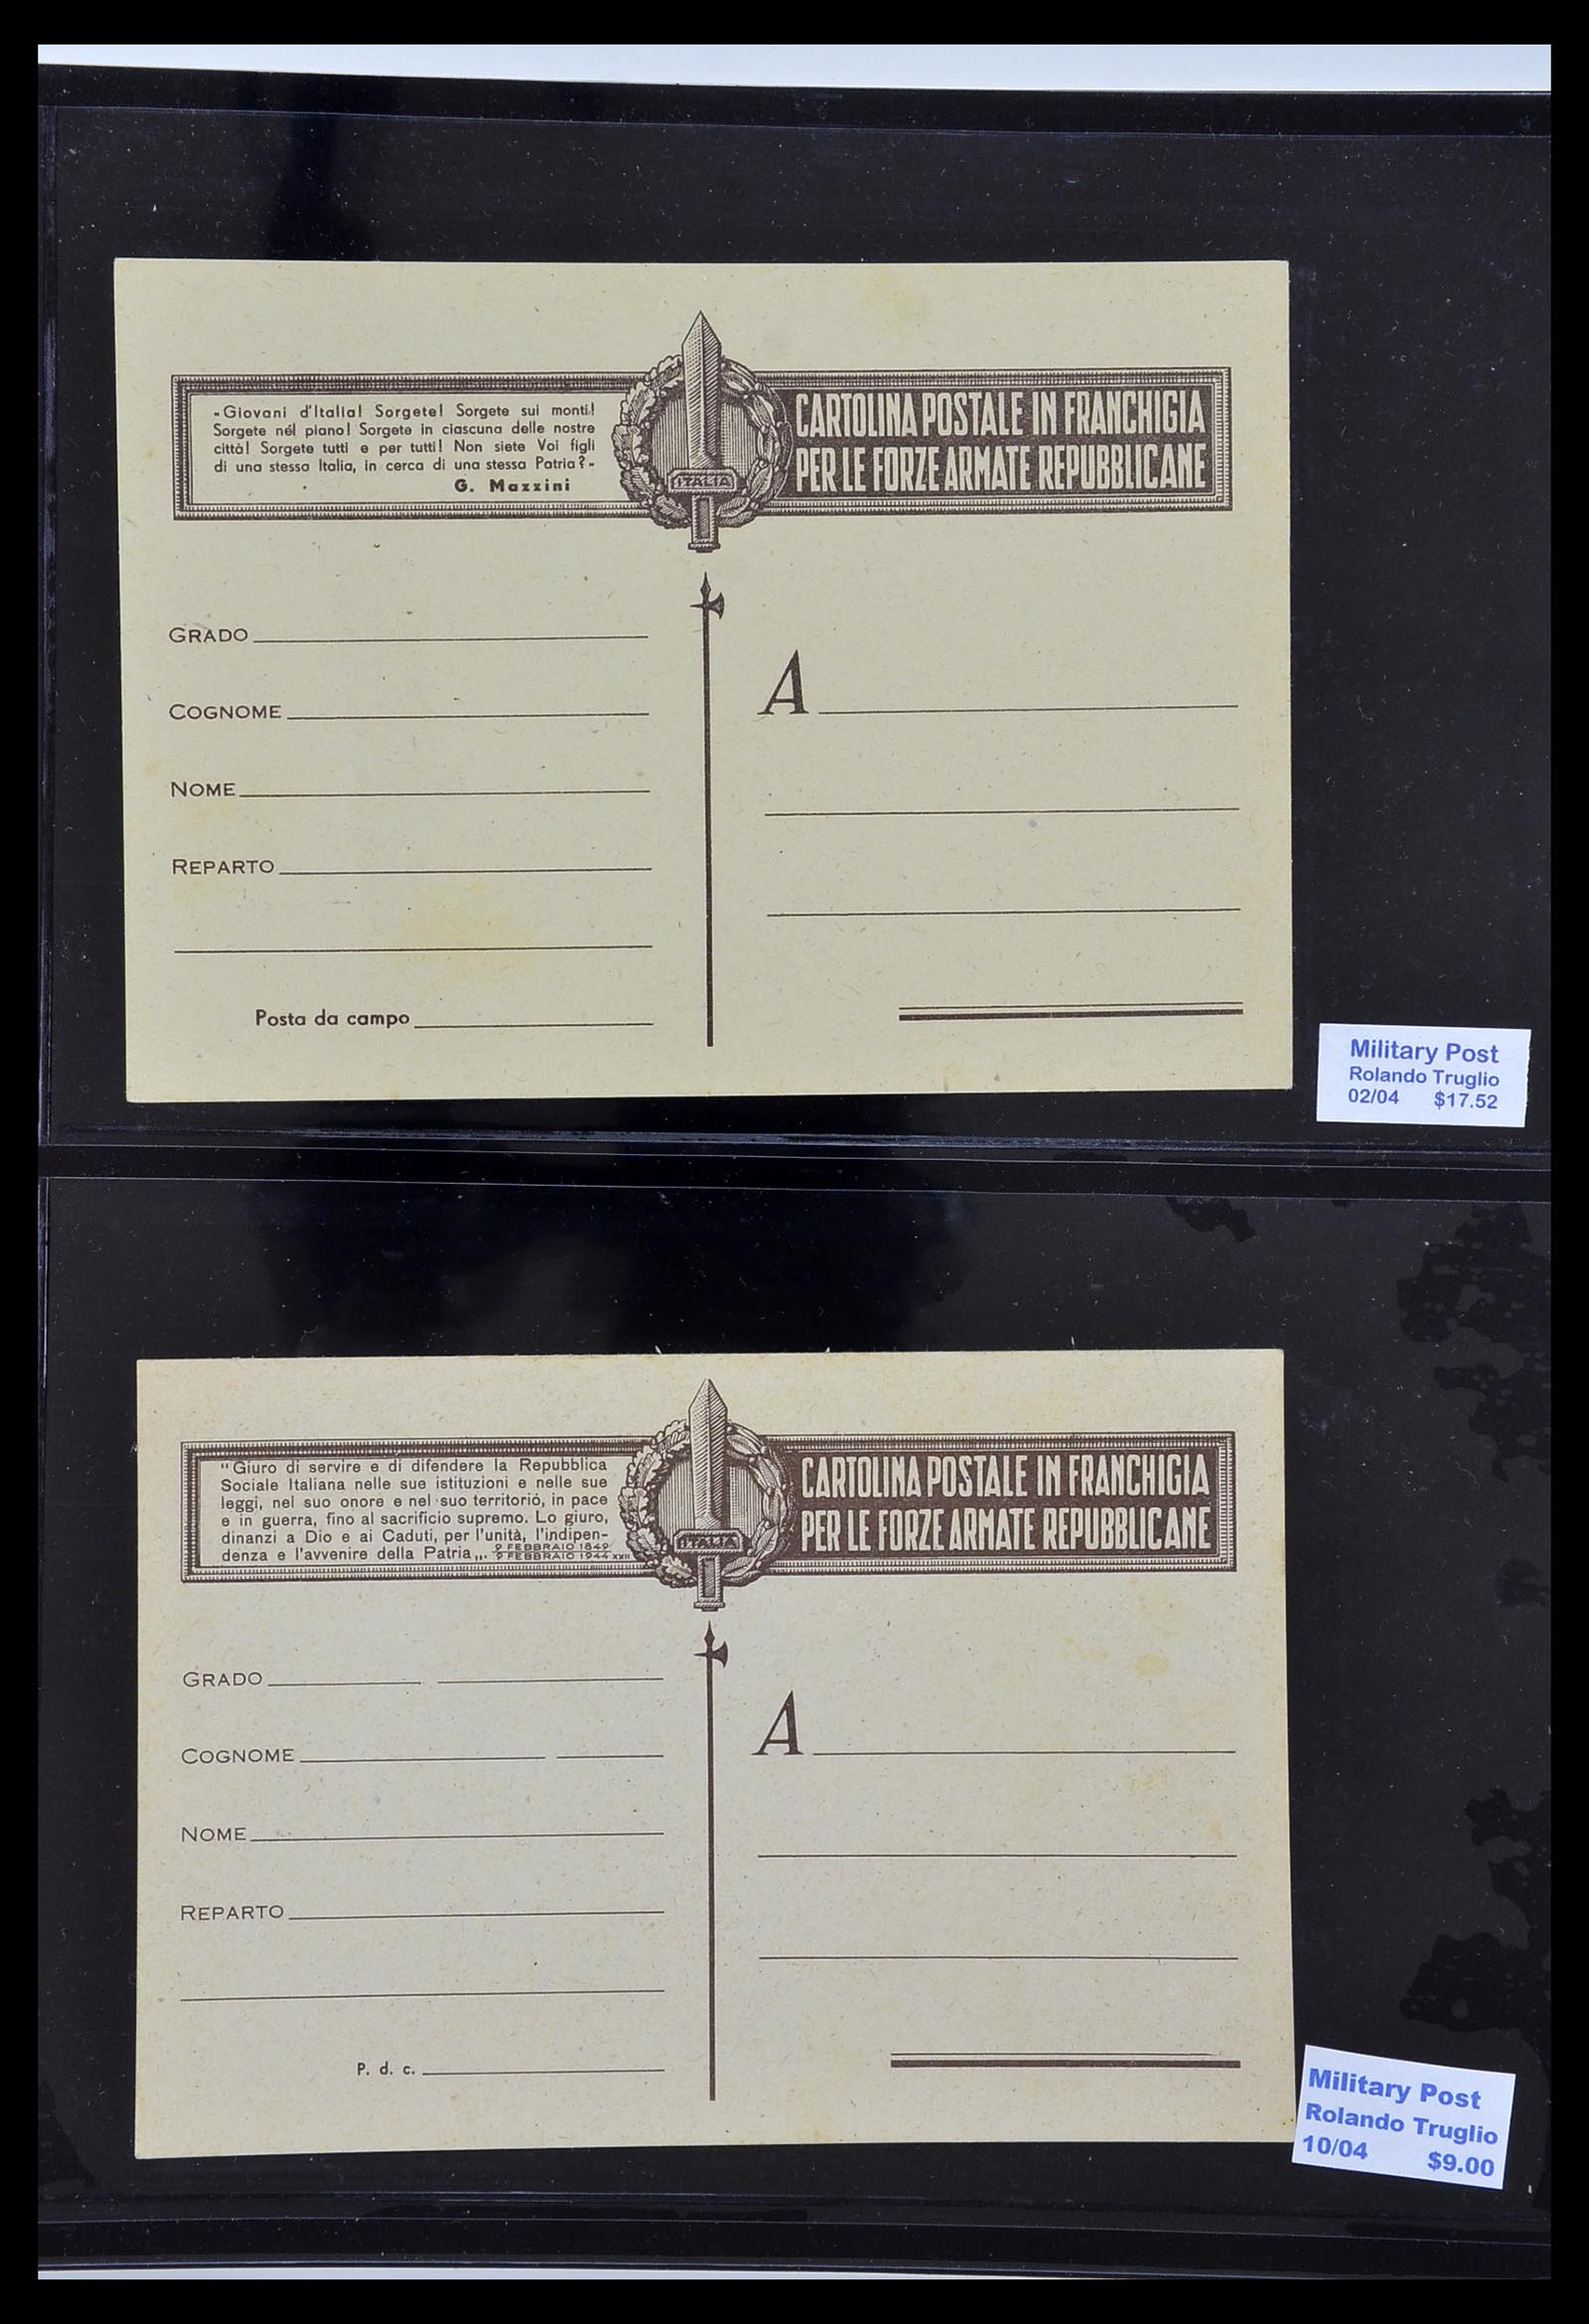 «Giovani d'Italia! Sorgete! Sorgete sui monti!
Sorgete nel piano! Sorgete in ciascuna delle nostre
città! Sorgete tutti e per tutti! Non siete Voi figli
di una stessa Italia, in cerca di una stessa Patria?»
G. Mazzini
ITALIA
CARTOLINA POSTALE IN FRANCHIGIA
PER LE FORZE ARMATE REPUBBLICANE
GRADO
COGNOME
NOME
REPARTO
Posta da campo
A
Military Post
Rolando Truglio
02/04 $17.52
"Giuro di servire e di difendere la Repubblica
Sociale Italiana nelle sue istituzioni e nelle sue
leggi, nel suo onore e nel suo territorió, in pace
e in guerra, fino al sacrificio supremo. Lo giuro,
dinanzi a Dio e ai Caduti, per l'unità, l'indipen-
denza e l'avvenire della Patria„. 9 FEBBRAIO 1849
9 FEBBRAIO 1944 XXII
ITALIA
CARTOLINA POSTALE IN FRANCHIGIA
PER LE FORZE ARMATE REPUBBLICANE
GRADO
COGNOME
NOME
REPARTO
P. d. c.
A
Military Post
Rolando Truglio
10/04 $9.00